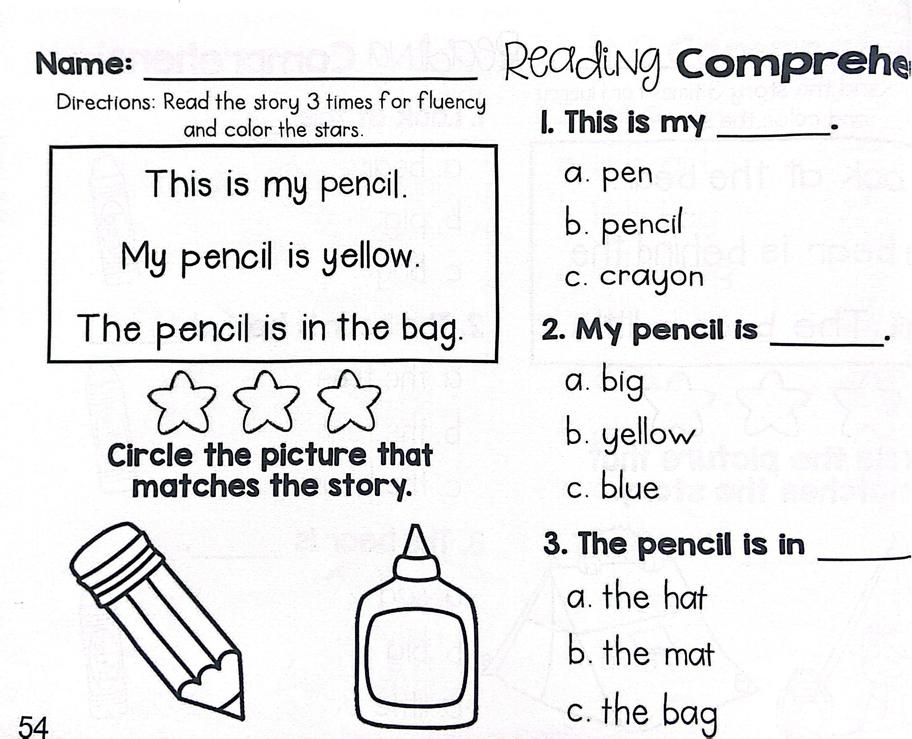 Name: ____________ Reading Comprehe
Directions: Read the story 3 times for fluency
and color the stars.
This is my pencil.
My pencil is yellow.
The pencil is in the bag.
Circle the picture that
matches the story.
1. This is my ______.
a. pen
b. pencil
c. crayon
2. My pencil is ______.
a. big
b. yellow
c. blue
3. The pencil is in ______
a. the hat
b. the mat
c. the bag
54